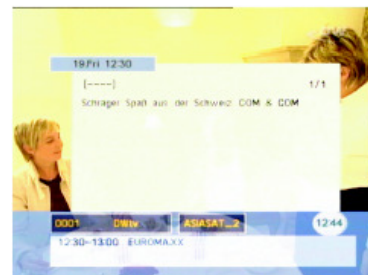 19.Fri 12:30
[----] 1/1
Schräger Spaß aus der Schweiz: COM & COM
0001 DWtv ASIASAT_2 12:44
12:30-13:00 EUROMAXX